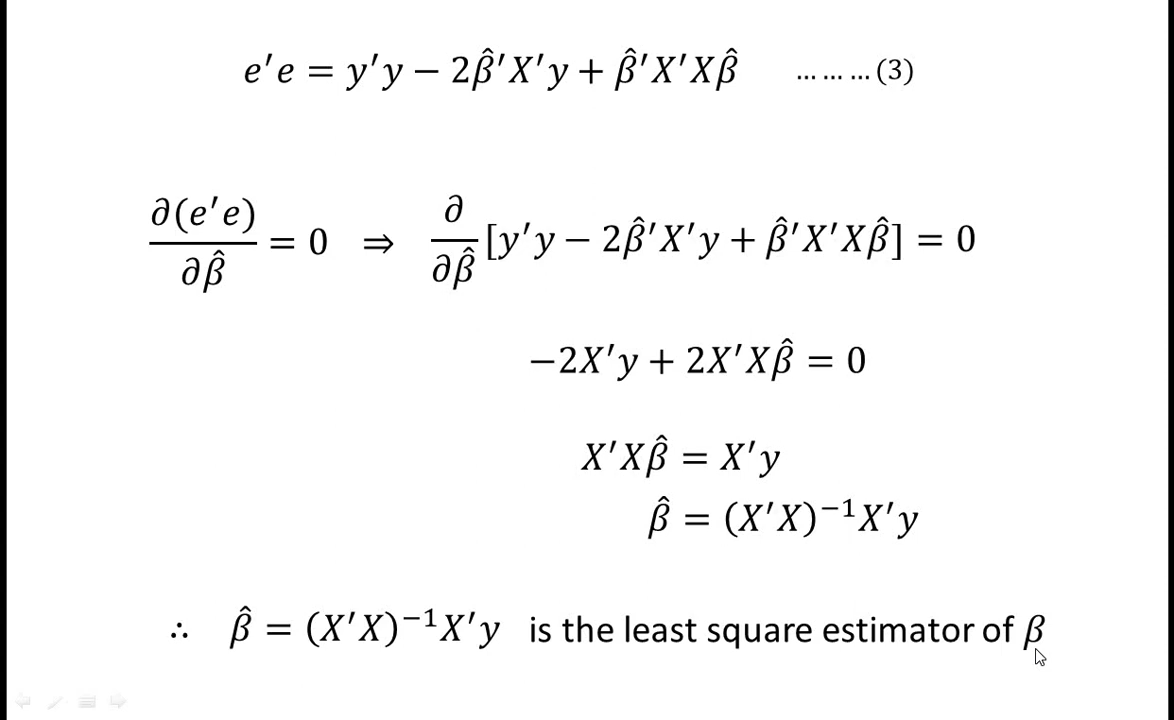 e′e = y′y − 2β̂′X′y + β̂′X′Xβ̂ ... ... ... (3)
∂(e′e)/∂β̂ = 0 ⇒ ∂/∂β̂ [y′y − 2β̂′X′y + β̂′X′Xβ̂] = 0
−2X′y + 2X′Xβ̂ = 0
X′Xβ̂ = X′y
β̂ = (X′X)⁻¹X′y
∴ β̂ = (X′X)⁻¹X′y is the least square estimator of β